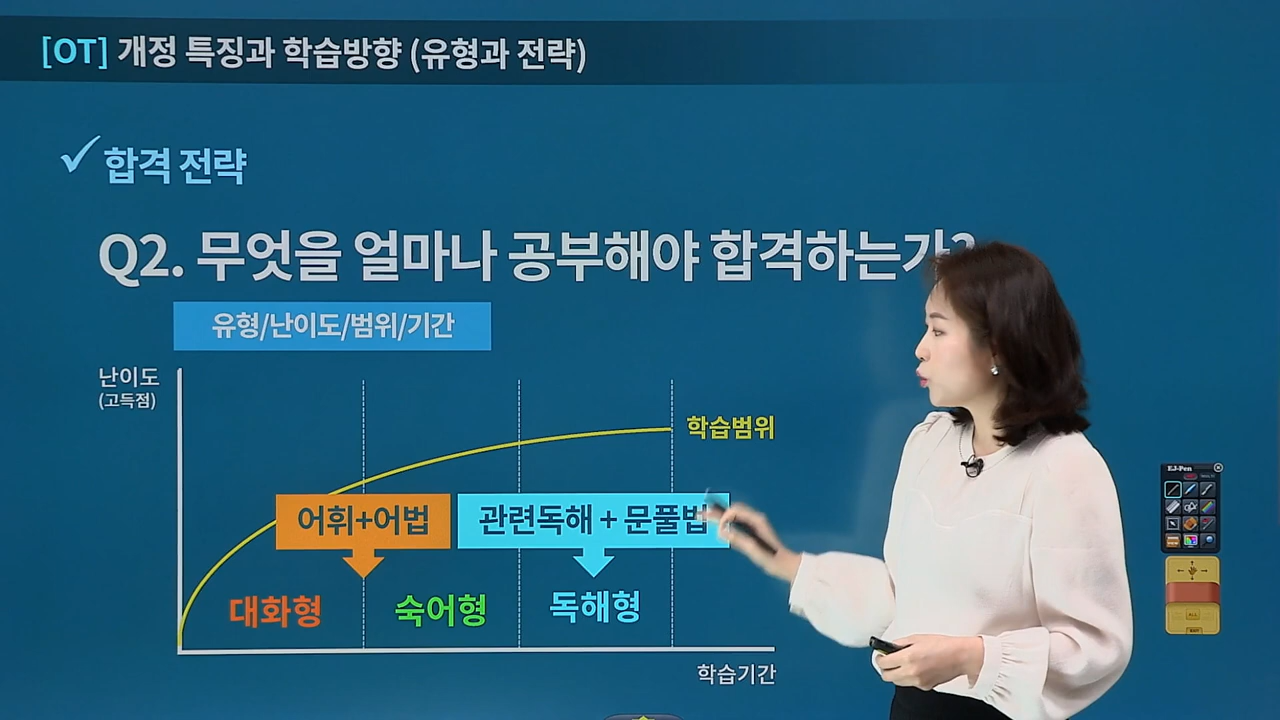 [OT] 개정 특징과 학습방향 (유형과 전략)
✓ 합격 전략
Q2. 무엇을 얼마나 공부해야 합격하는가?
유형/난이도/범위/기간
난이도
(고득점)
학습범위
어휘+어법
관련독해 + 문풀법
대화형
숙어형
독해형
학습기간
EJ-Pen
ALL
EXIT